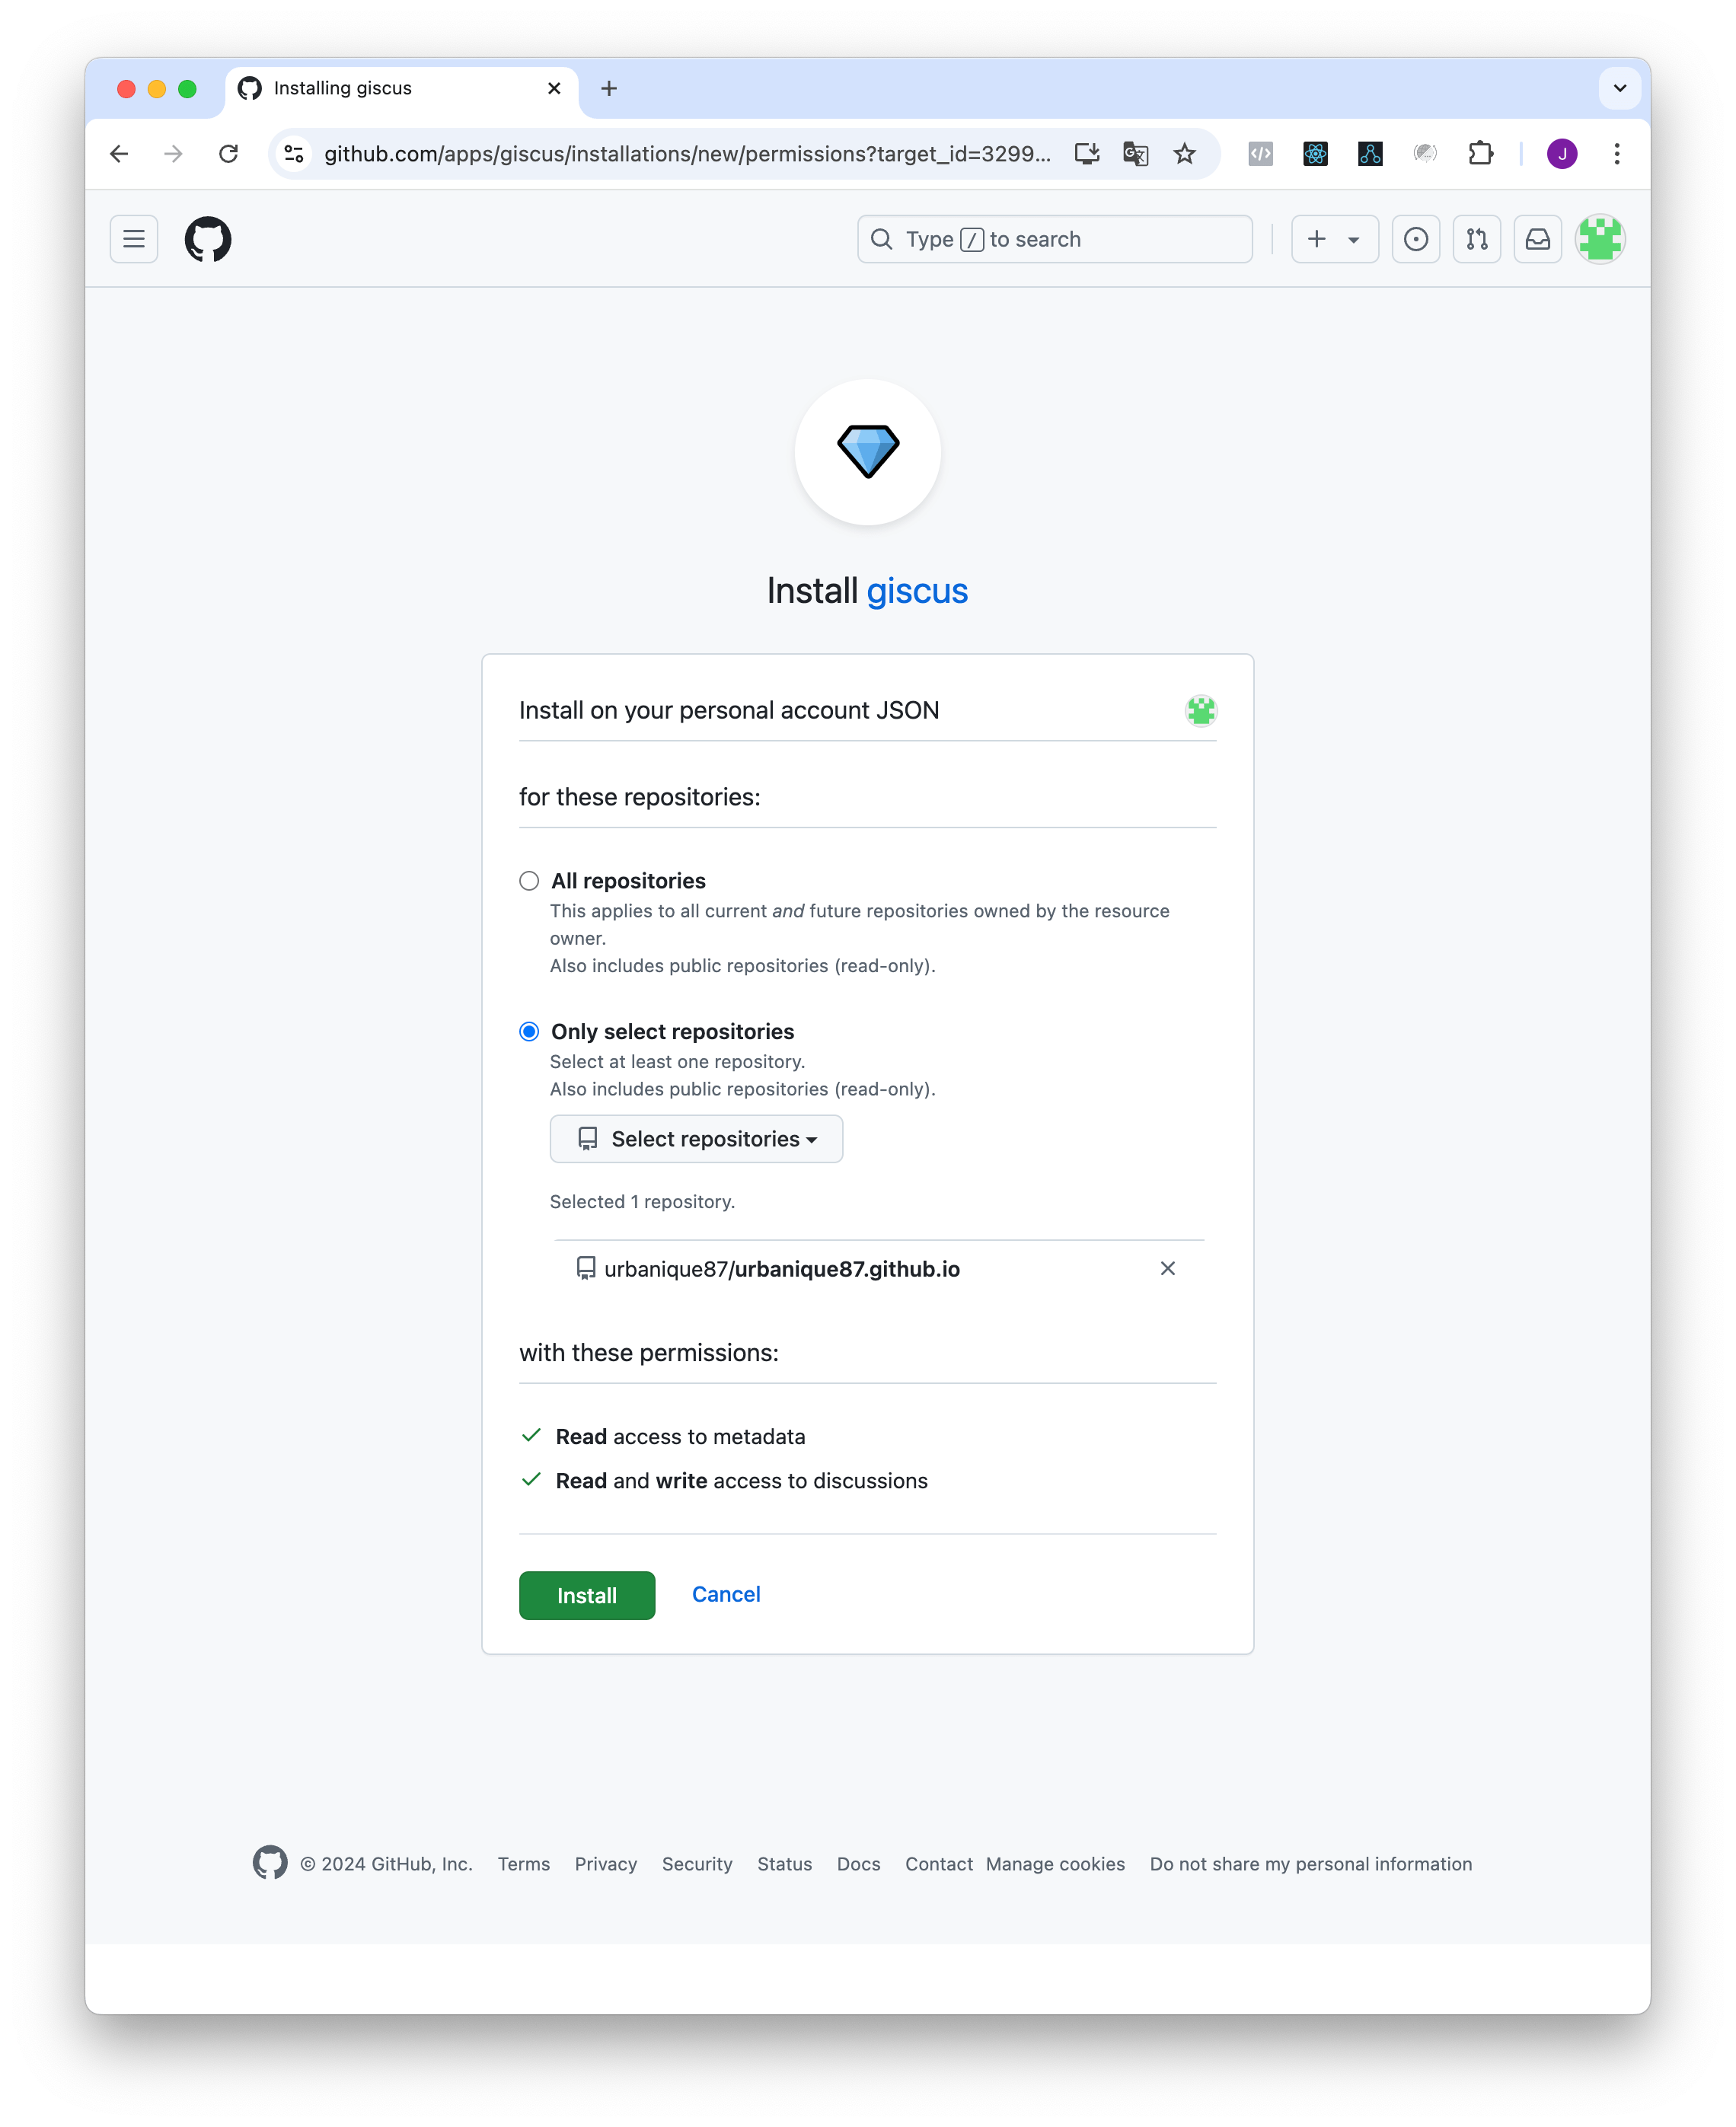 Installing giscus
github.com/apps/giscus/installations/new/permissions?target_id=3299...
J
Type / to search
Install giscus
Install on your personal account JSON
for these repositories:
All repositories
This applies to all current and future repositories owned by the resource
owner.
Also includes public repositories (read-only).
Only select repositories
Select at least one repository.
Also includes public repositories (read-only).
Select repositories
Selected 1 repository.
urbanique87/urbanique87.github.io
with these permissions:
Read access to metadata
Read and write access to discussions
Install Cancel
© 2024 GitHub, Inc. Terms Privacy Security Status Docs Contact Manage cookies Do not share my personal information